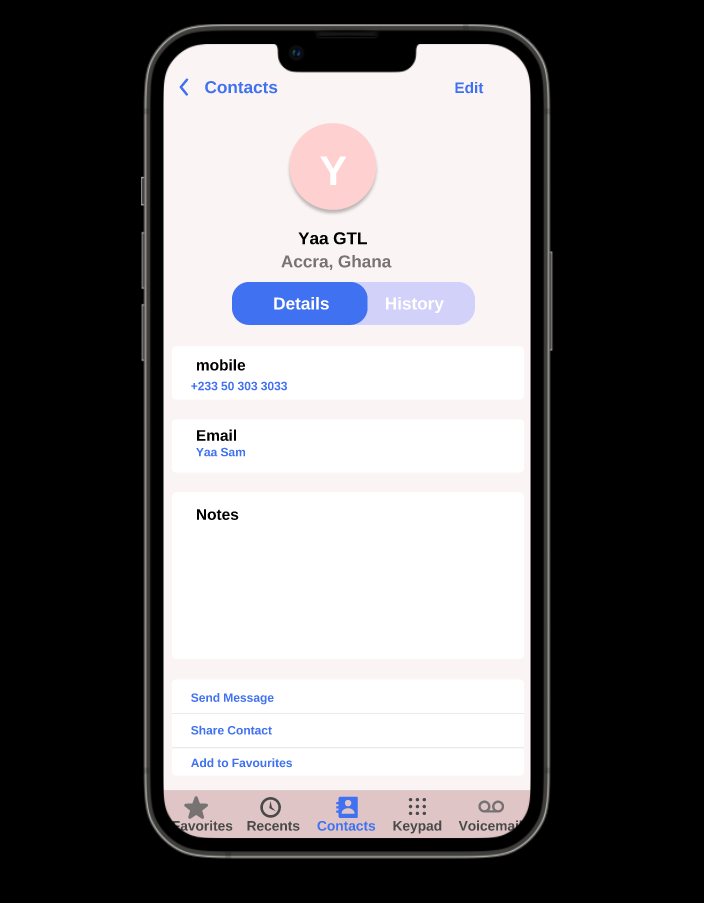 Contacts
Edit
Y
Yaa GTL
Accra, Ghana
Details
History
mobile
+233 50 303 3033
Email
Yaa Sam
Notes
Send Message
Share Contact
Add to Favourites
Favorites
Recents
Contacts
Keypad
Voicemail